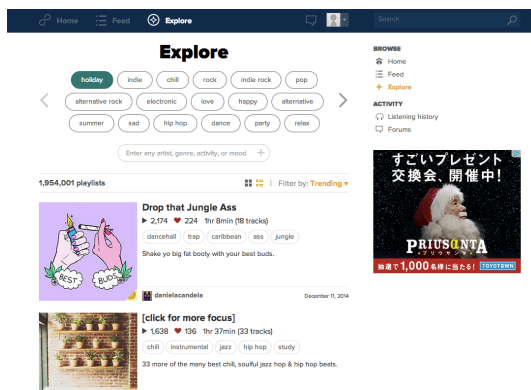 Home
Feed
Explore
Search
Explore
holiday
indie
chill
rock
indie rock
pop
alternative rock
electronic
love
happy
alternative
summer
sad
hip hop
dance
party
relax
Enter any artist, genre, activity, or mood +
1,954,001 playlists
Filter by: Trending
Drop that Jungle Ass
2,174 224 1hr 8min (18 tracks)
dancehall
trap
caribbean
ass
jungle
Shake yo big fat booty with your best buds.
BEST
BUDS
danielacandela
December 11, 2014
[click for more focus]
1,638 136 1hr 37min (33 tracks)
chill
instrumental
jazz
hip hop
study
33 more of the many best chill, soulful jazz hop & hip hop beats.
BROWSE
Home
Feed
Explore
ACTIVITY
Listening history
Forums
すごいプレゼント
交換会、開催中!
PRIUSαNTA
プリウサンタ
抽選で1,000名様に当たる!
TOYOTOWN